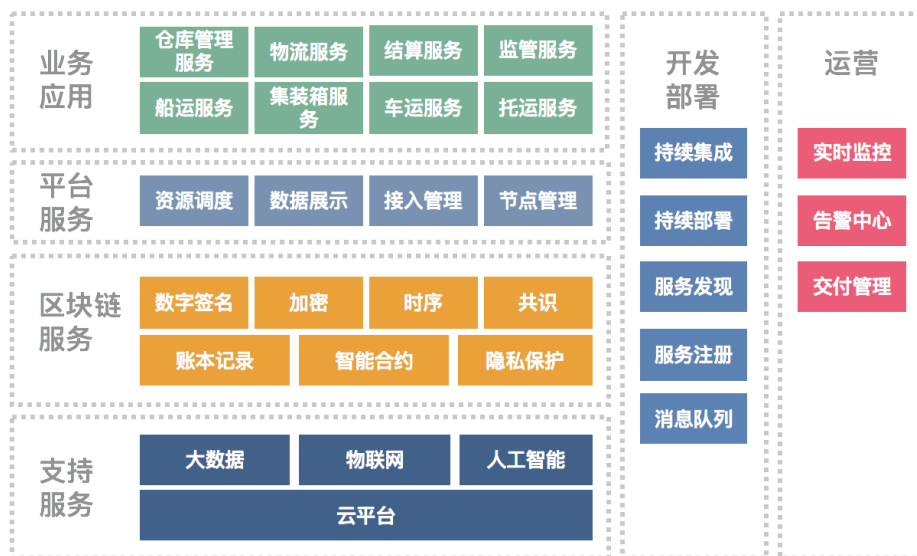 业务
应用
仓库管理
服务
物流服务
结算服务
监管服务
船运服务
集装箱服
务
车运服务
托运服务
平台
服务
资源调度
数据展示
接入管理
节点管理
区块链
服务
数字签名
加密
时序
共识
账本记录
智能合约
隐私保护
支持
服务
大数据
物联网
人工智能
云平台
开发
部署
持续集成
持续部署
服务发现
服务注册
消息队列
运营
实时监控
告警中心
交付管理